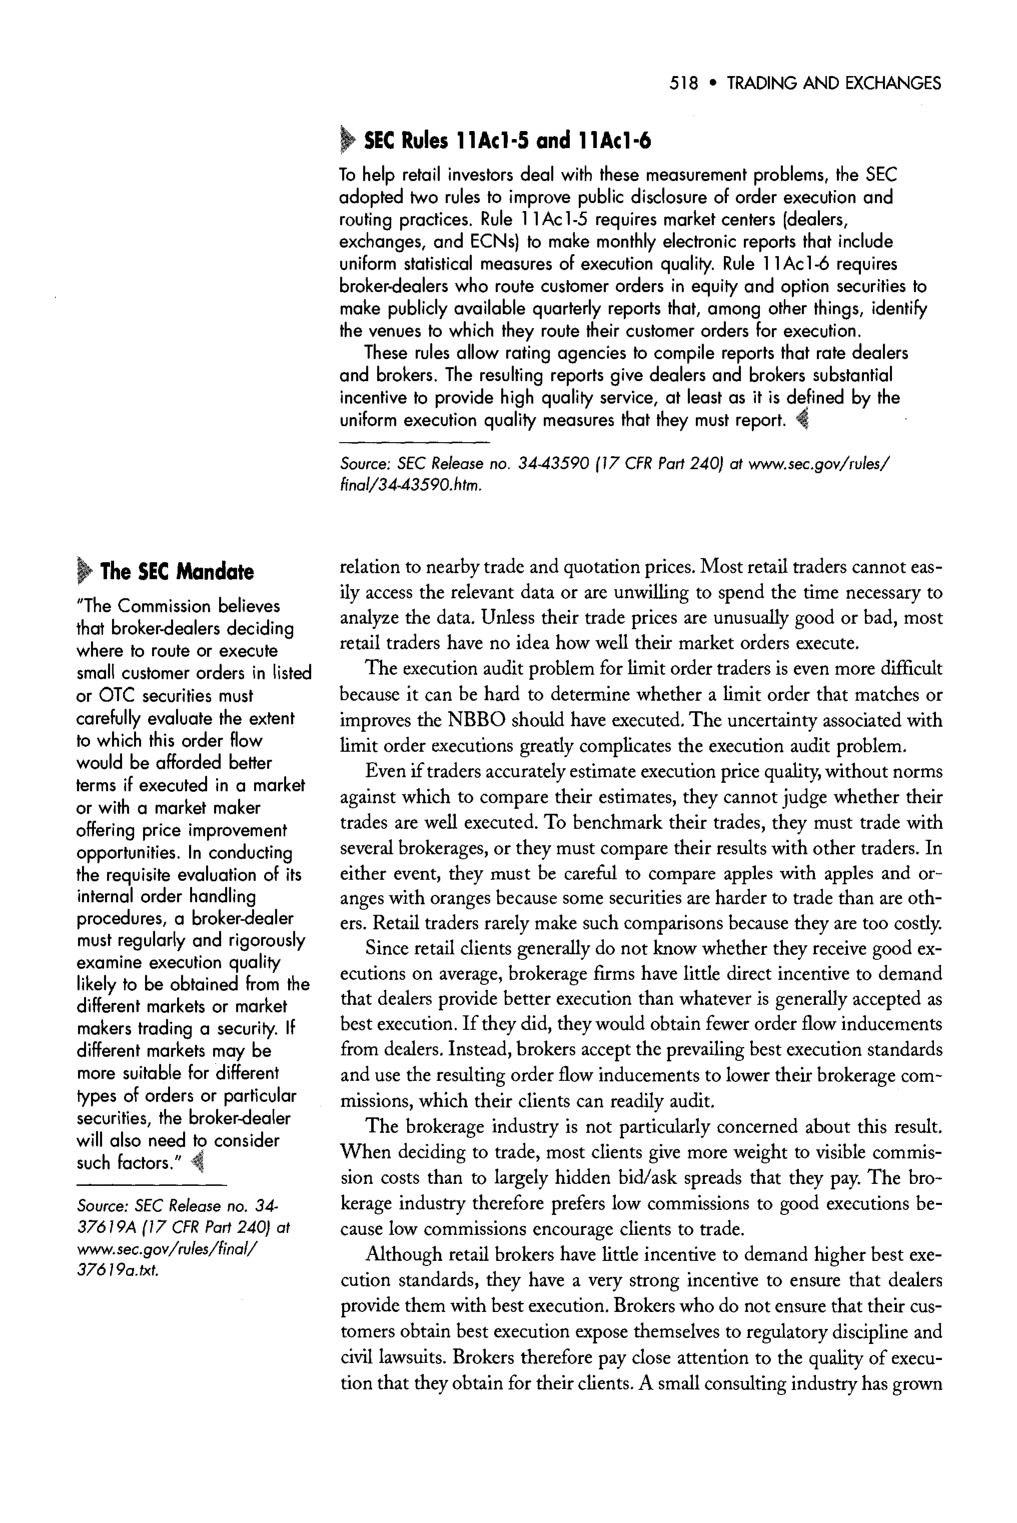 518 • TRADING AND EXCHANGES
SEC Rules 11Ac1-5 and 11Ac1-6
To help retail investors deal with these measurement problems, the SEC
adopted two rules to improve public disclosure of order execution and
routing practices. Rule 11Ac1-5 requires market centers (dealers,
exchanges, and ECNs) to make monthly electronic reports that include
uniform statistical measures of execution quality. Rule 11Ac1-6 requires
broker-dealers who route customer orders in equity and option securities to
make publicly available quarterly reports that, among other things, identify
the venues to which they route their customer orders for execution.
These rules allow rating agencies to compile reports that rate dealers
and brokers. The resulting reports give dealers and brokers substantial
incentive to provide high quality service, at least as it is defined by the
uniform execution quality measures that they must report.
Source: SEC Release no. 34-43590 (17 CFR Part 240) at www.sec.gov/rules/
final/34-43590.htm.
The SEC Mandate
"The Commission believes
that broker-dealers deciding
where to route or execute
small customer orders in listed
or OTC securities must
carefully evaluate the extent
to which this order flow
would be afforded better
terms if executed in a market
or with a market maker
offering price improvement
opportunities. In conducting
the requisite evaluation of its
internal order handling
procedures, a broker-dealer
must regularly and rigorously
examine execution quality
likely to be obtained from the
different markets or market
makers trading a security. If
different markets may be
more suitable for different
types of orders or particular
securities, the broker-dealer
will also need to consider
such factors."
Source: SEC Release no. 34-
37619A (17 CFR Part 240) at
www.sec.gov/rules/final/
37619a.txt.
relation to nearby trade and quotation prices. Most retail traders cannot eas-
ily access the relevant data or are unwilling to spend the time necessary to
analyze the data. Unless their trade prices are unusually good or bad, most
retail traders have no idea how well their market orders execute.
The execution audit problem for limit order traders is even more difficult
because it can be hard to determine whether a limit order that matches or
improves the NBBO should have executed. The uncertainty associated with
limit order executions greatly complicates the execution audit problem.
Even if traders accurately estimate execution price quality, without norms
against which to compare their estimates, they cannot judge whether their
trades are well executed. To benchmark their trades, they must trade with
several brokerages, or they must compare their results with other traders. In
either event, they must be careful to compare apples with apples and or-
anges with oranges because some securities are harder to trade than are oth-
ers. Retail traders rarely make such comparisons because they are too costly.
Since retail clients generally do not know whether they receive good ex-
ecutions on average, brokerage firms have little direct incentive to demand
that dealers provide better execution than whatever is generally accepted as
best execution. If they did, they would obtain fewer order flow inducements
from dealers. Instead, brokers accept the prevailing best execution standards
and use the resulting order flow inducements to lower their brokerage com-
missions, which their clients can readily audit.
The brokerage industry is not particularly concerned about this result.
When deciding to trade, most clients give more weight to visible commis-
sion costs than to largely hidden bid/ask spreads that they pay. The bro-
kerage industry therefore prefers low commissions to good executions be-
cause low commissions encourage clients to trade.
Although retail brokers have little incentive to demand higher best exe-
cution standards, they have a very strong incentive to ensure that dealers
provide them with best execution. Brokers who do not ensure that their cus-
tomers obtain best execution expose themselves to regulatory discipline and
civil lawsuits. Brokers therefore pay close attention to the quality of execu-
tion that they obtain for their clients. A small consulting industry has grown